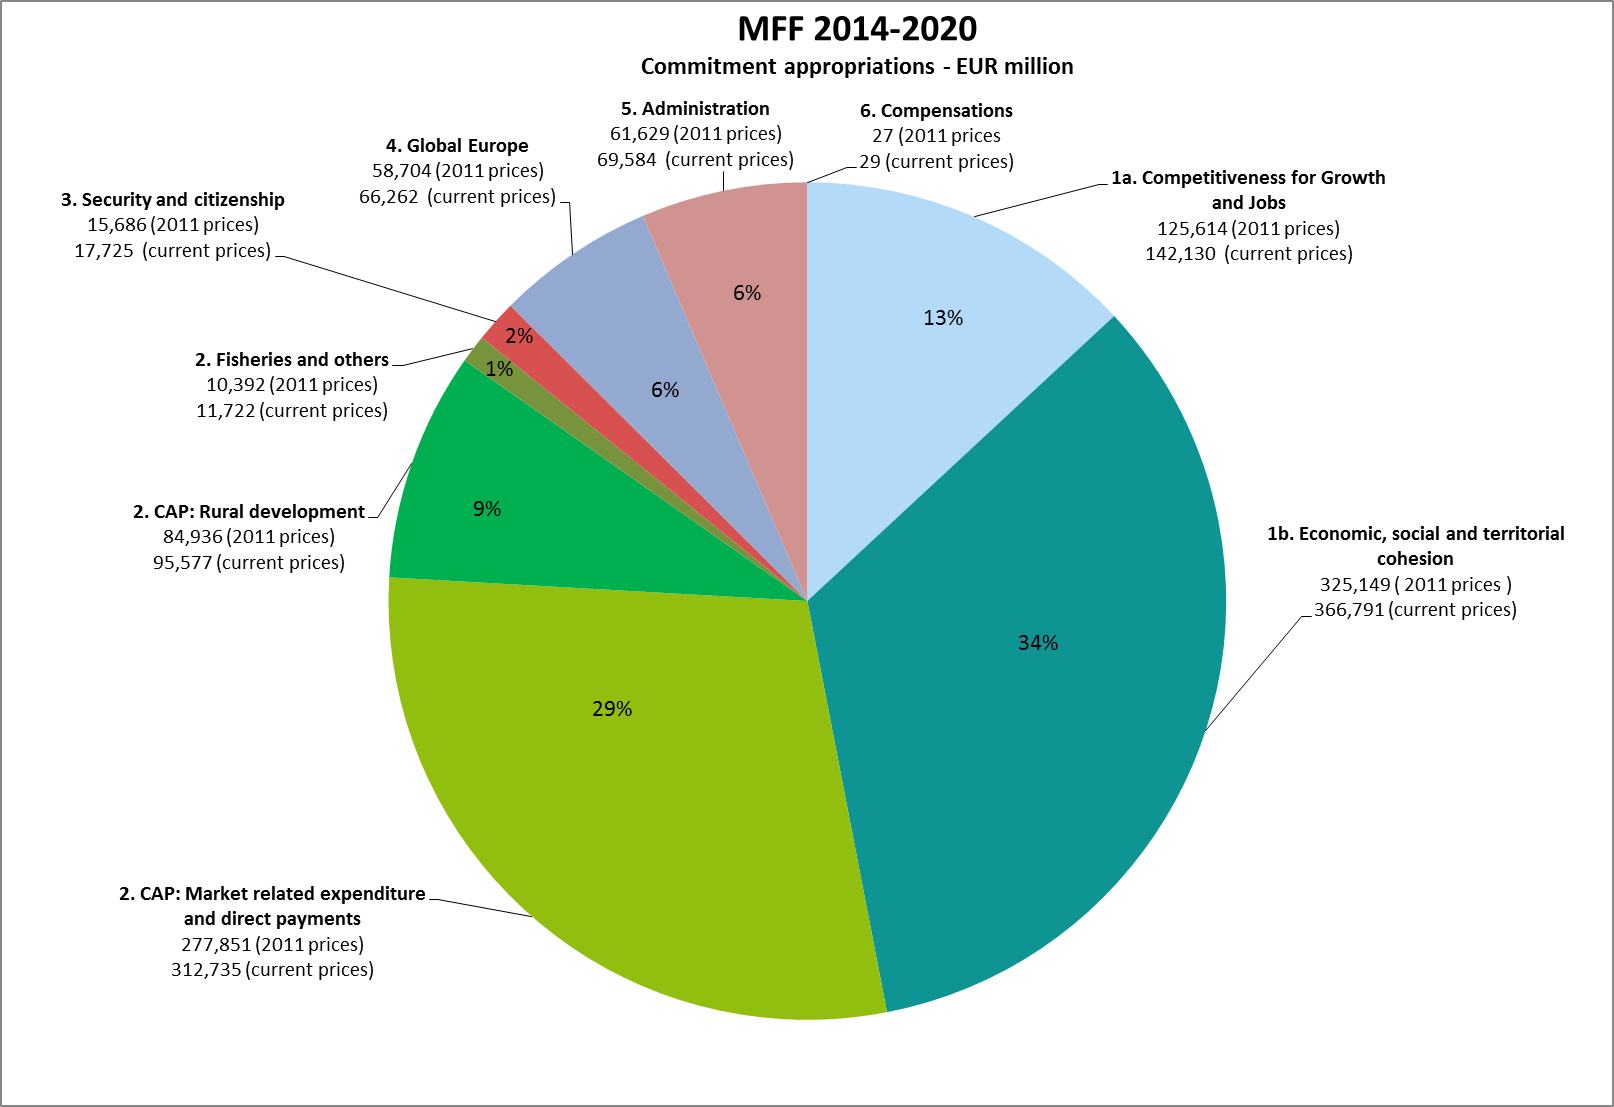 MFF 2014-2020
Commitment appropriations - EUR million
5. Administration
61,629 (2011 prices)
69,584 (current prices)
6. Compensations
27 (2011 prices
29 (current prices)
4. Global Europe
58,704 (2011 prices)
66,262 (current prices)
1a. Competitiveness for Growth
and Jobs
125,614 (2011 prices)
142,130 (current prices)
3. Security and citizenship
15,686 (2011 prices)
17,725 (current prices)
6%
13%
2%
2. Fisheries and others
10,392 (2011 prices)
11,722 (current prices)
1%
6%
2. CAP: Rural development
84,936 (2011 prices)
95,577 (current prices)
9%
1b. Economic, social and territorial
cohesion
325,149 ( 2011 prices )
366,791 (current prices)
34%
29%
2. CAP: Market related expenditure
and direct payments
277,851 (2011 prices)
312,735 (current prices)